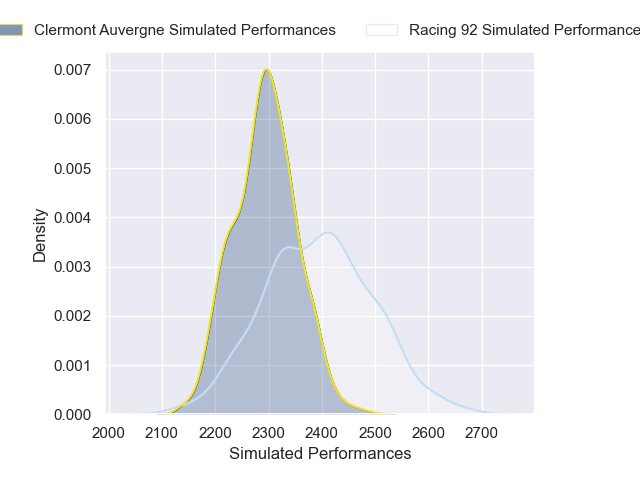 Clermont Auvergne Simulated Performances
Racing 92 Simulated Performance
0.007
0.006
0.005
0.004
0.003
0.002
0.001
0.000
Density
2000 2100 2200 2300 2400 2500 2600 2700
Simulated Performances